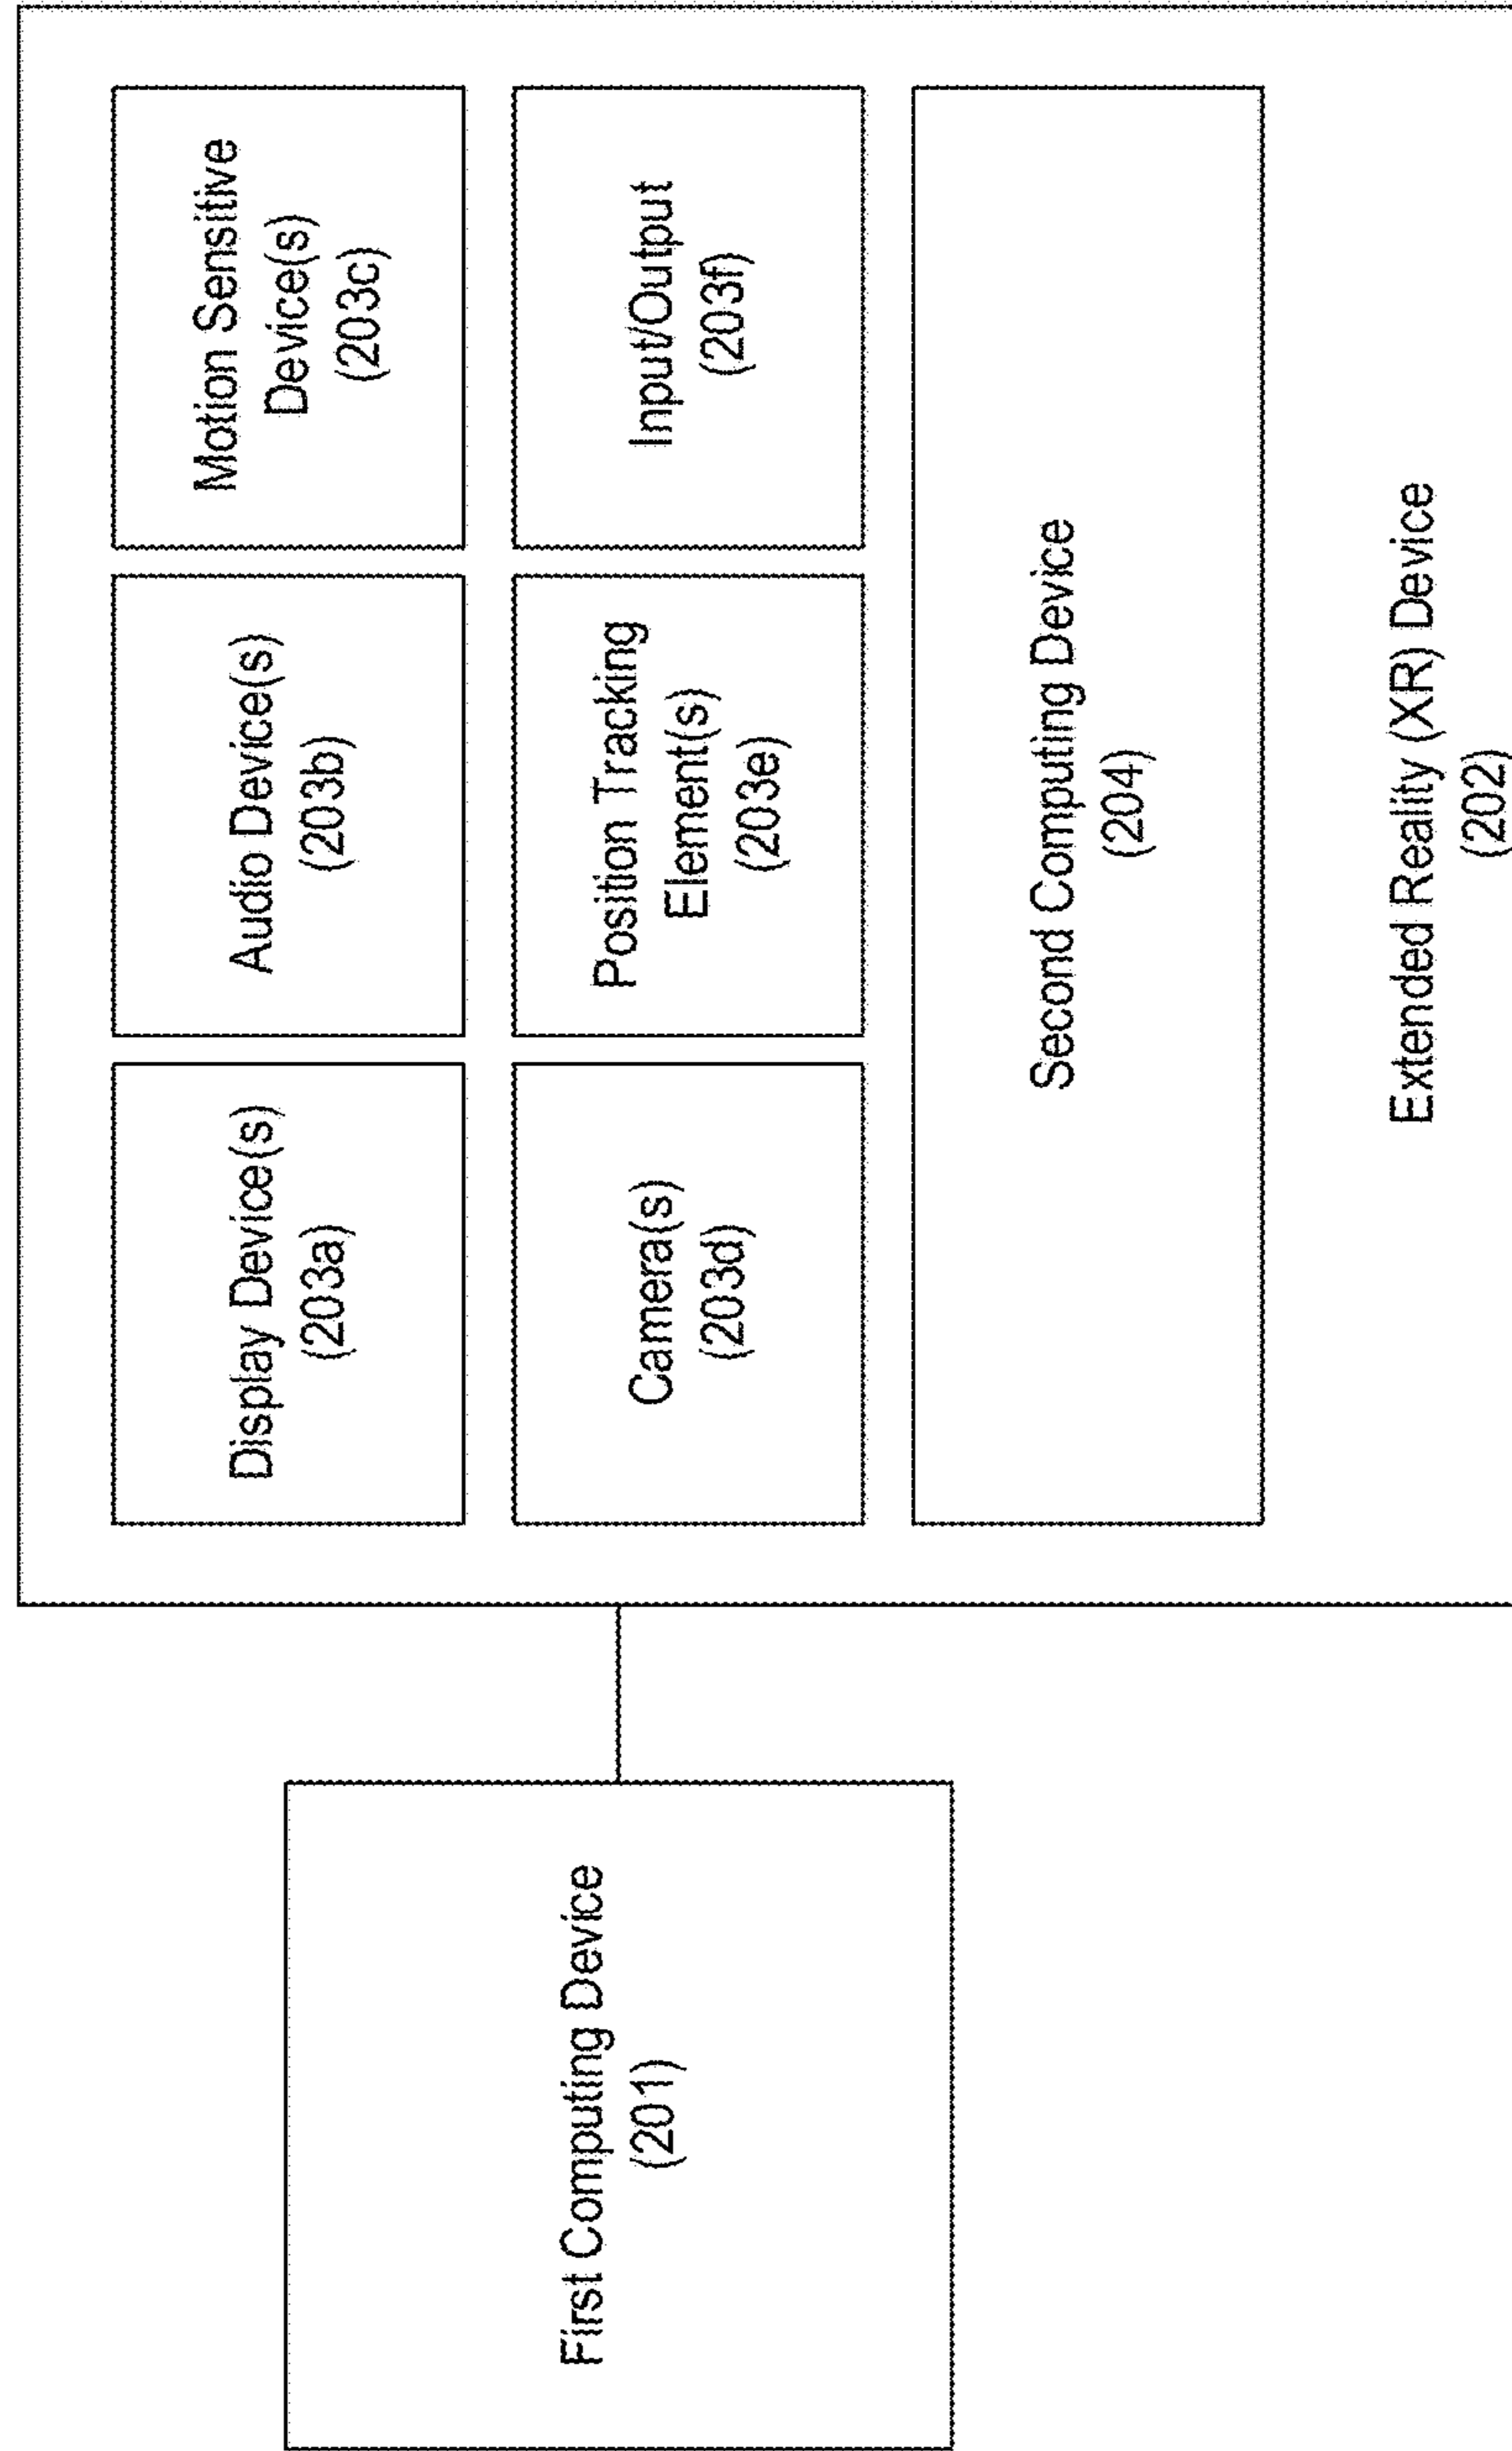 First Computing Device
(201)
Display Device(s)
(203a)
Audio Device(s)
(203b)
Motion Sensitive
Device(s)
(203c)
Camera(s)
(203d)
Position Tracking
Element(s)
(203e)
Input/Output
(203f)
Second Computing Device
(204)
Extended Reality (XR) Device
(202)